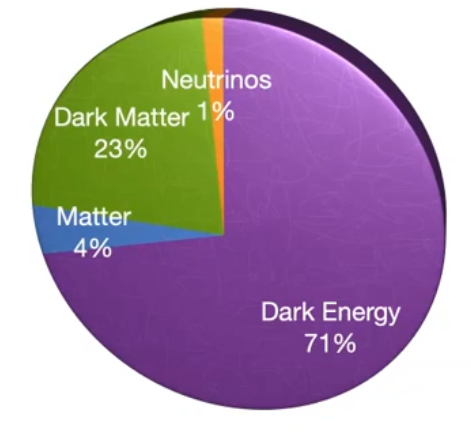 Neutrinos
1%
Dark Matter
23%
Matter
4%
Dark Energy
71%